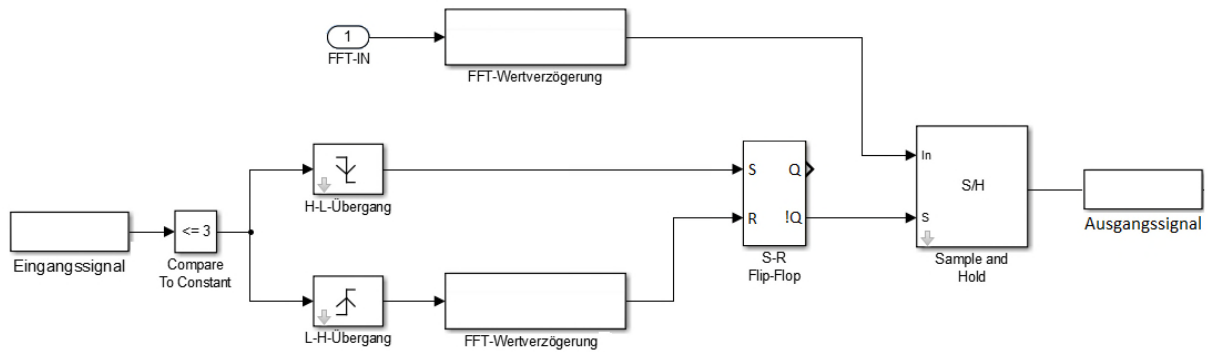 1
FFT-IN
FFT-Wertverzögerung
H-L-Übergang
S
Q
R
!Q
S-R
Flip-Flop
In
S/H
S
Sample and
Hold
Ausgangssignal
Eingangssignal
<= 3
Compare
To Constant
L-H-Übergang
FFT-Wertverzögerung